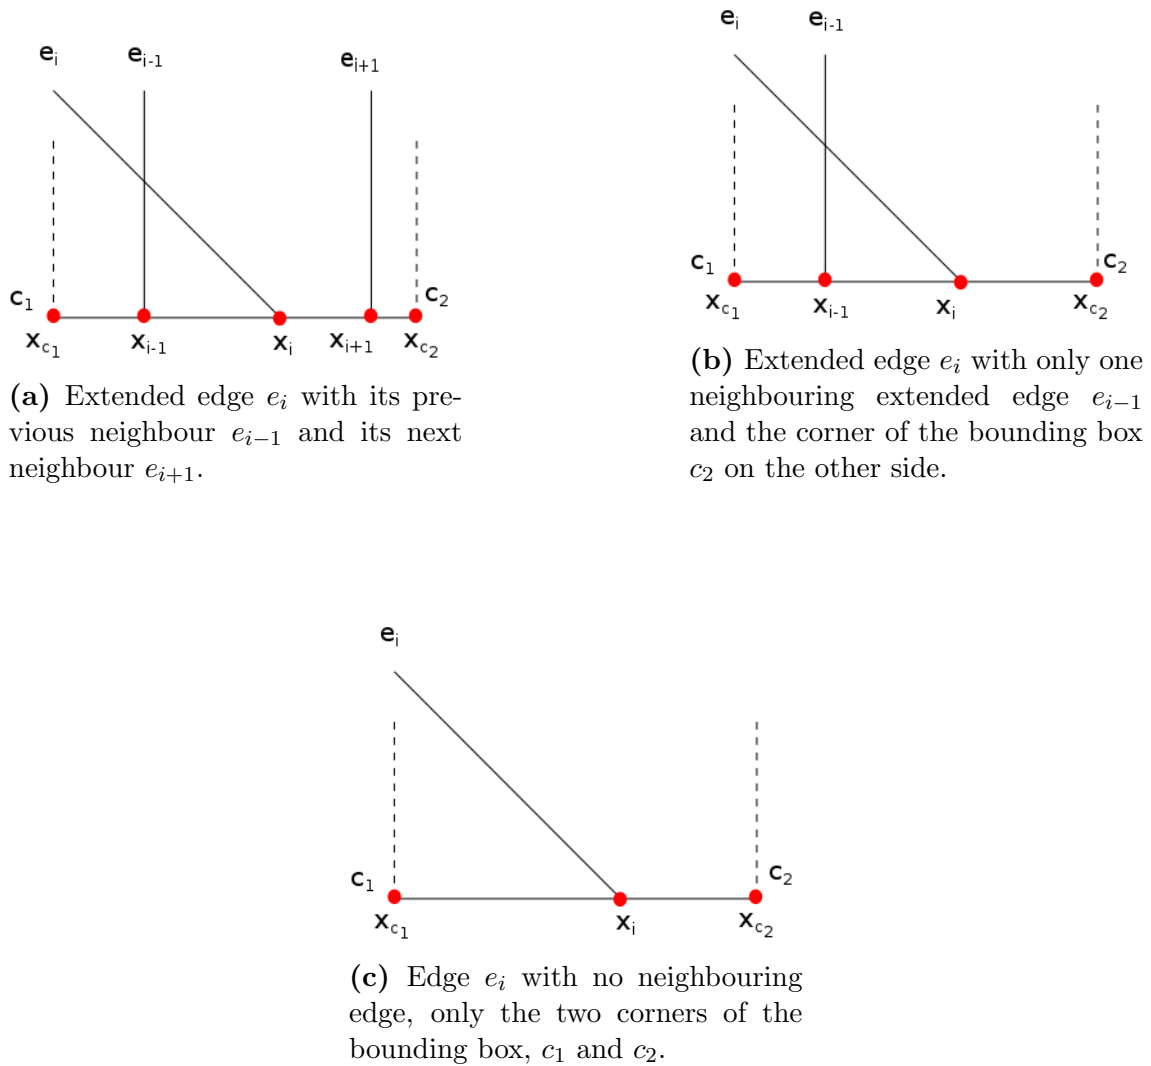 e_i e_{i-1} e_{i+1}
c_1 c_2
x_{c_1} x_{i-1} x_i x_{i+1} x_{c_2}
(a) Extended edge e_i with its pre-
vious neighbour e_{i−1} and its next
neighbour e_{i+1}.
e_i e_{i-1}
c_1 c_2
x_{c_1} x_{i-1} x_i x_{c_2}
(b) Extended edge e_i with only one
neighbouring extended edge e_{i−1}
and the corner of the bounding box
c_2 on the other side.
e_i
c_1 c_2
x_{c_1} x_i x_{c_2}
(c) Edge e_i with no neighbouring
edge, only the two corners of the
bounding box, c_1 and c_2.